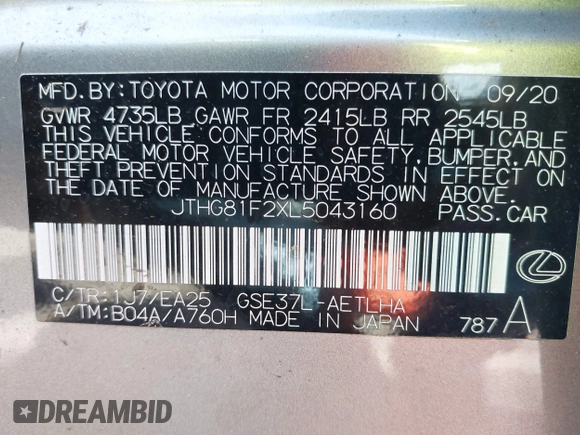 MFD.BY:TOYOTA MOTOR CORPORATION 09/20
GVWR 4735LB GAWR FR 2415LB RR 2545LB
THIS VEHICLE CONFORMS TO ALL APPLICABLE
FEDERAL MOTOR VEHICLE SAFETY,BUMPER,AND
THEFT PREVENTION STANDARDS IN EFFECT ON
THE DATE OF MANUFACTURE SHOWN ABOVE.
JTHG81F2XL5043160 PASS.CAR
C/TR:1J7/EA25 GSE37L-AETLHA
A/TM:B04A/A760H MADE IN JAPAN 787A
DREAMBID